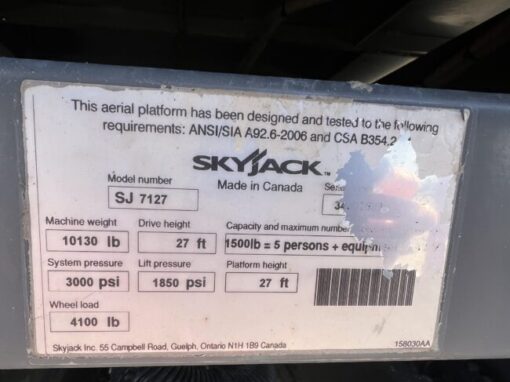 This aerial platform has been designed and tested to the following
requirements: ANSI/SIA A92.6-2006 and CSA B354.2
SKYJACK™
Made in Canada
Model number
SJ 7127
Machine weight
10130 lb
Drive height
27 ft
Capacity and maximum number
1500lb = 5 persons + equip
System pressure
3000 psi
Lift pressure
1850 psi
Platform height
27 ft
Wheel load
4100 lb
Skyjack Inc. 55 Campbell Road, Guelph, Ontario N1H 1B9 Canada
158030AA